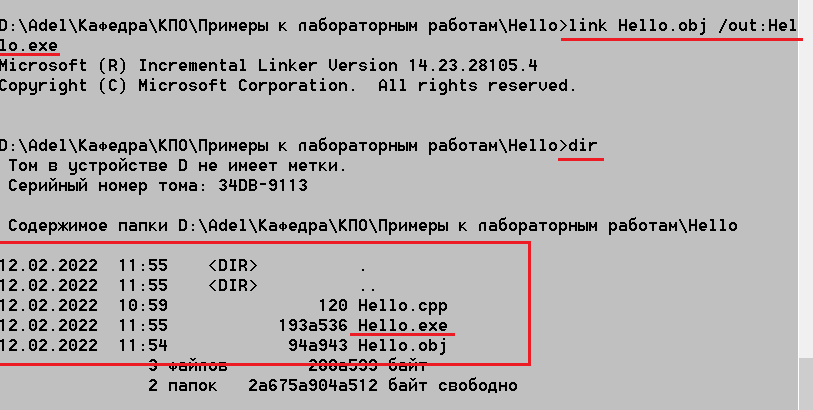 D:\Adel\Кафедра\КПО\Примеры к лабораторным работам\Hello>link Hello.obj /out:Hel
lo.exe
Microsoft (R) Incremental Linker Version 14.23.28105.4
Copyright (C) Microsoft Corporation.  All rights reserved.
D:\Adel\Кафедра\КПО\Примеры к лабораторным работам\Hello>dir
Том в устройстве D не имеет метки.
Серийный номер тома: 34DB-9113
Содержимое папки D:\Adel\Кафедра\КПО\Примеры к лабораторным работам\Hello
12.02.2022  11:55    <DIR>          .
12.02.2022  11:55    <DIR>          ..
12.02.2022  10:59               120 Hello.cpp
12.02.2022  11:55           193a536 Hello.exe
12.02.2022  11:54            94a943 Hello.obj
3 файлов        288a599 байт
2 папок   2a675a904a512 байт свободно